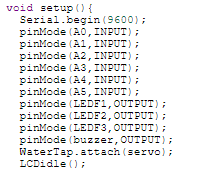 void setup(){
Serial.begin(9600);
pinMode(A0,INPUT);
pinMode(A1,INPUT);
pinMode(A2,INPUT);
pinMode(A3,INPUT);
pinMode(A4,INPUT);
pinMode(A5,INPUT);
pinMode(LEDF1,OUTPUT);
pinMode(LEDF2,OUTPUT);
pinMode(LEDF3,OUTPUT);
pinMode(buzzer,OUTPUT);
WaterTap.attach(servo);
LCDidle();